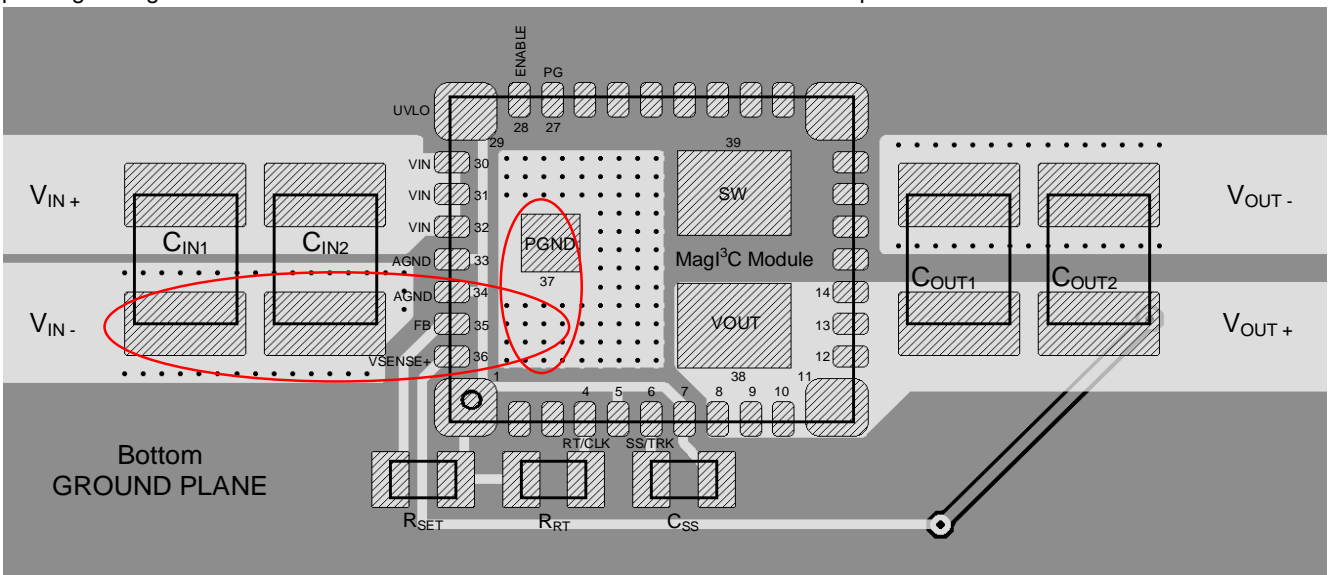 ENABLE
PG
UVLO
28 27
29
39
VIN 30
VIN 31
VIN 32
AGND 33
AGND 34
FB 35
VSENSE+ 36
VIN +
VIN -
CIN1
CIN2
PGND
37
SW
MagI³C Module
VOUT
38
14
13
12
11
COUT1
COUT2
VOUT -
VOUT +
1 4 5 6 7 8 9 10
RT/CLK SS/TRK
Bottom
GROUND PLANE
RSET RRT CSS